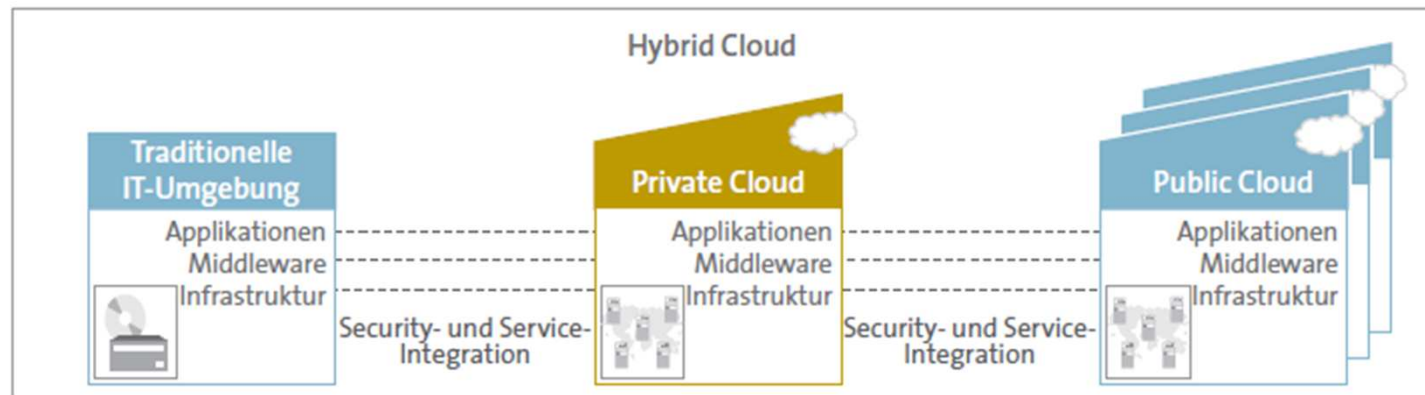 Hybrid Cloud
Traditionelle
IT-Umgebung
Applikationen
Middleware
Infrastruktur
Security- und Service-
Integration
Private Cloud
Applikationen
Middleware
Infrastruktur
Security- und Service-
Integration
Public Cloud
Applikationen
Middleware
Infrastruktur